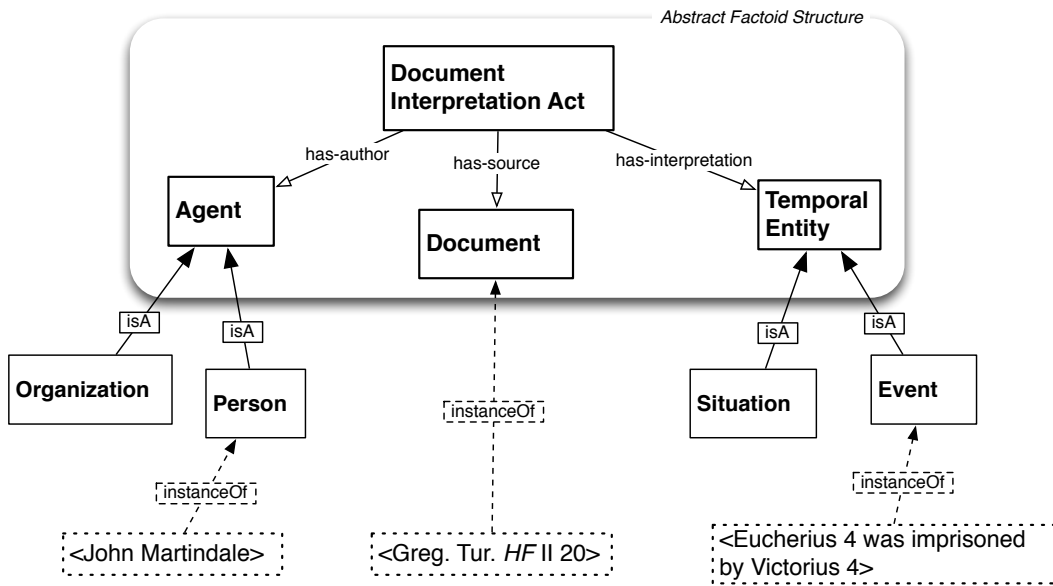 Abstract Factoid Structure
Document
Interpretation Act
has-author
has-source
has-interpretation
Agent
Document
Temporal
Entity
isA
isA
isA
isA
Organization
Person
Situation
Event
instanceOf
instanceOf
instanceOf
<John Martindale>
<Greg. Tur. HF II 20>
<Eucherius 4 was imprisoned
by Victorius 4>